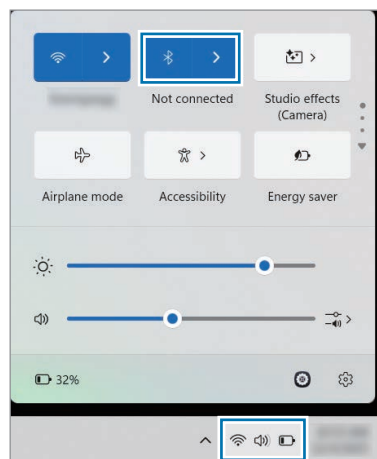 Not connected
Studio effects
(Camera)
Airplane mode
Accessibility
Energy saver
32%